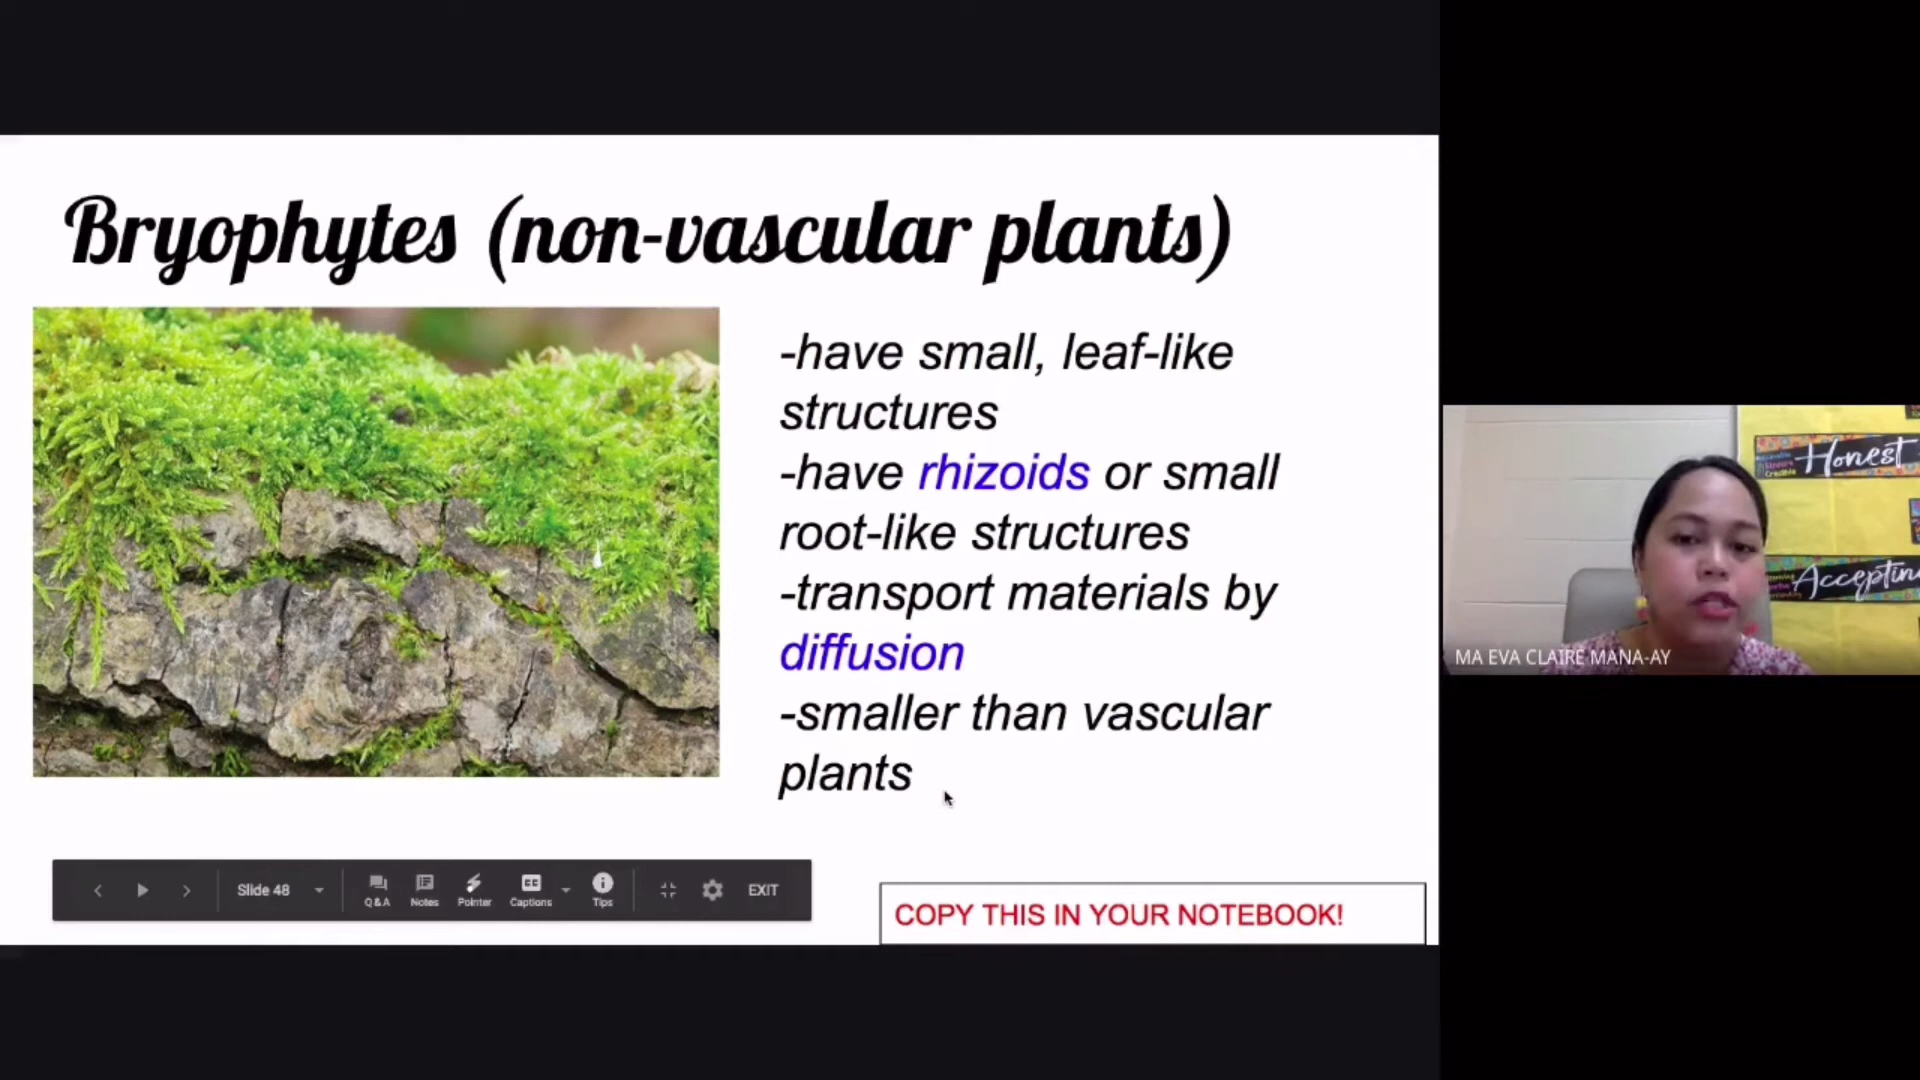 Bryophytes (non-vascular plants)
-have small, leaf-like
structures
-have rhizoids or small
root-like structures
-transport materials by
diffusion
-smaller than vascular
plants
Slide 48
Q&A
Notes
Pointer
CC
Captions
Tips
EXIT
COPY THIS IN YOUR NOTEBOOK!
Honest
Acceptin
MA EVA CLAIRE MANA-AY